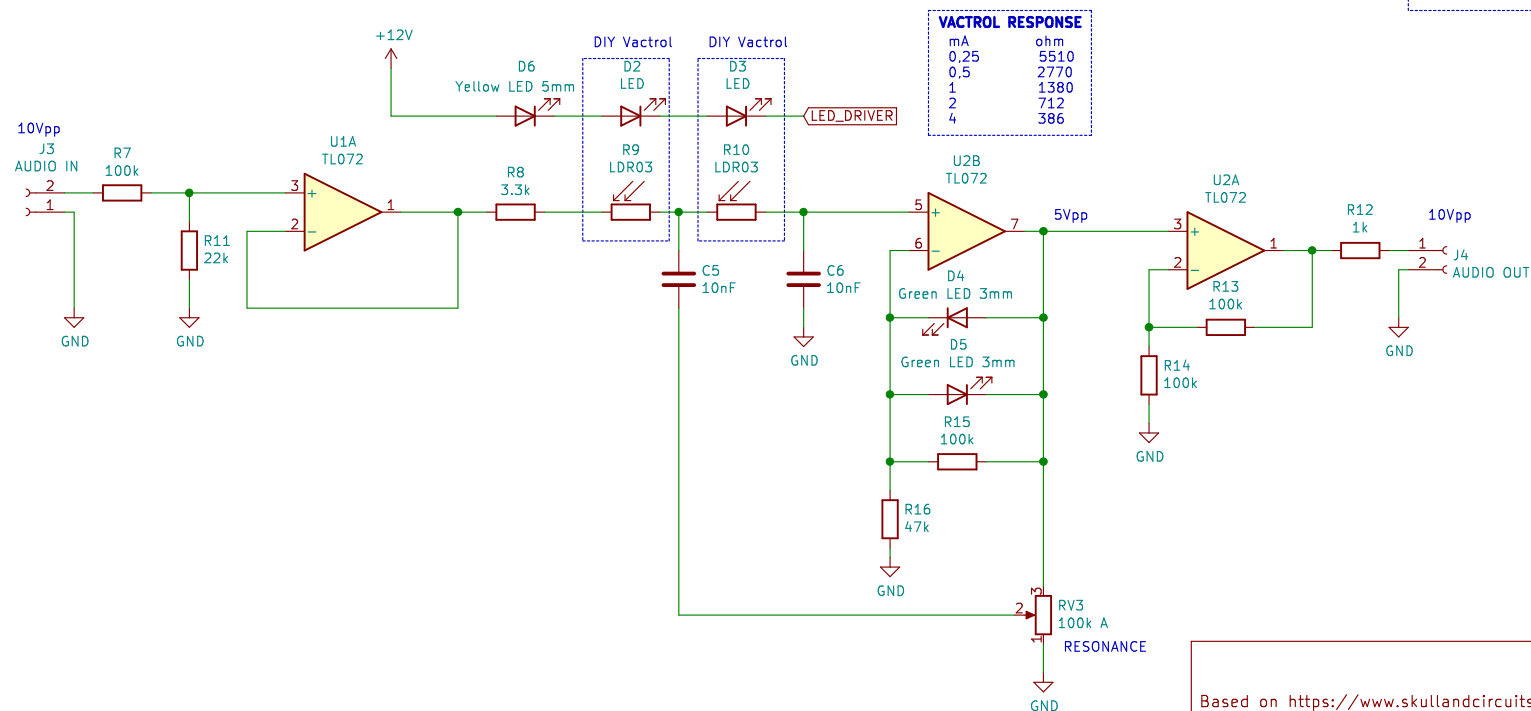 VACTROL RESPONSE
mA ohm
0,25 5510
0,5 2770
1 1380
2 712
4 386
+12V
DIY Vactrol
DIY Vactrol
D6
Yellow LED 5mm
D2
LED
D3
LED
LED_DRIVER
10Vpp
J3
AUDIO IN
2
1
R7
100k
R11
22k
GND
GND
U1A
TL072
3
+
2
−
1
R8
3.3k
R9
LDR03
R10
LDR03
C5
10nF
C6
10nF
GND
U2B
TL072
5
+
6
−
7
5Vpp
D4
Green LED 3mm
D5
Green LED 3mm
R15
100k
R16
47k
GND
U2A
TL072
3
+
2
−
1
R13
100k
R14
100k
GND
R12
1k
10Vpp
1
2
J4
AUDIO OUT
GND
3
2
1
RV3
100k A
RESONANCE
GND
Based on https://www.skullandcircuits